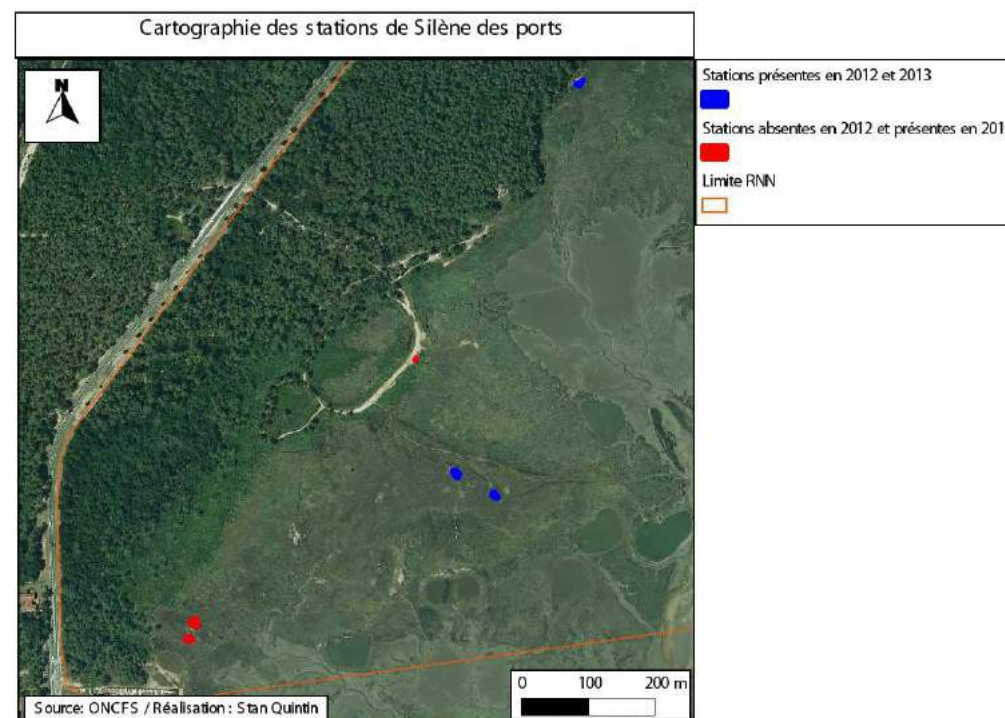 Cartographie des stations de Silène des ports
N
Stations présentes en 2012 et 2013
Stations absentes en 2012 et présentes en 201
Limite RNN
0 100 200 m
Source: ONCFS / Réalisation : Stan Quintin